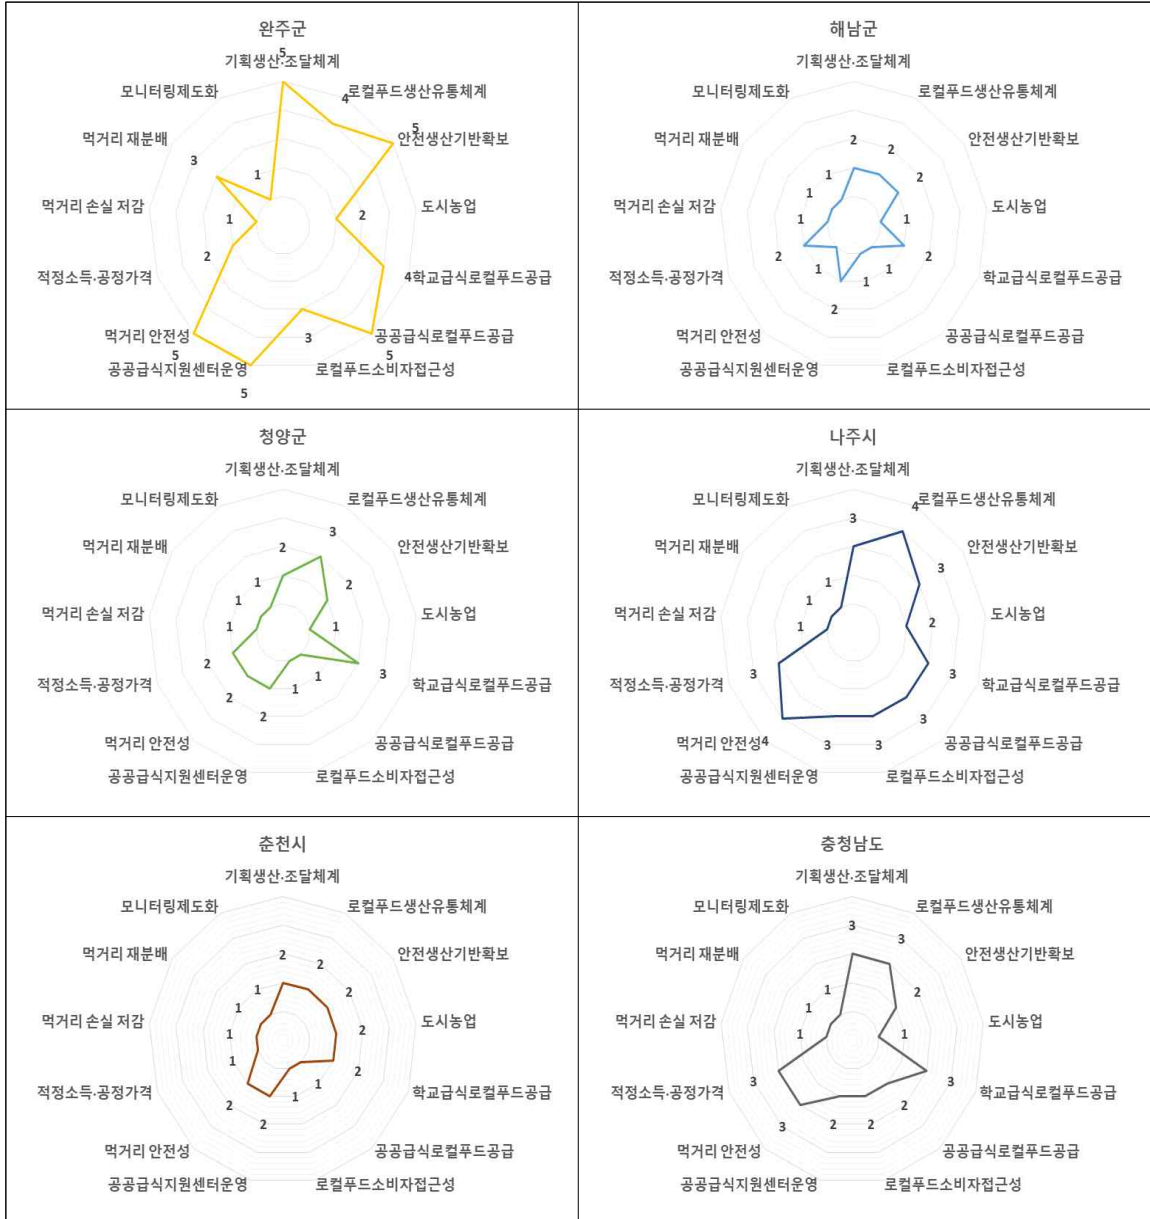 완주군
5
기획생산·조달체계
모니터링제도화
로컬푸드생산유통체계
4
5
먹거리 재분배
안전생산기반확보
3
1
먹거리 손실 저감
1
2
도시농업
2
적정소득·공정가격
4
학교급식로컬푸드공급
먹거리 안전성
3
공공급식로컬푸드공급
5
5
공공급식지원센터운영
로컬푸드소비자접근성
5
해남군
기획생산·조달체계
모니터링제도화
로컬푸드생산유통체계
먹거리 재분배
안전생산기반확보
2
2
1
2
1
먹거리 손실 저감
1
1
도시농업
2
2
1
1
적정소득·공정가격
학교급식로컬푸드공급
1
2
먹거리 안전성
공공급식로컬푸드공급
공공급식지원센터운영
로컬푸드소비자접근성
청양군
기획생산·조달체계
모니터링제도화
로컬푸드생산유통체계
3
먹거리 재분배
안전생산기반확보
2
1
2
1
먹거리 손실 저감
1
1
도시농업
2
3
1
적정소득·공정가격
학교급식로컬푸드공급
2
1
2
먹거리 안전성
공공급식로컬푸드공급
공공급식지원센터운영
로컬푸드소비자접근성
나주시
기획생산·조달체계
모니터링제도화
로컬푸드생산유통체계
4
3
먹거리 재분배
안전생산기반확보
3
1
1
먹거리 손실 저감
1
2
도시농업
3
3
적정소득·공정가격
학교급식로컬푸드공급
3
먹거리 안전성
4
3
3
공공급식로컬푸드공급
공공급식지원센터운영
로컬푸드소비자접근성
춘천시
기획생산·조달체계
모니터링제도화
로컬푸드생산유통체계
먹거리 재분배
안전생산기반확보
2
2
1
2
1
먹거리 손실 저감
1
2
도시농업
1
2
1
적정소득·공정가격
학교급식로컬푸드공급
2
1
2
먹거리 안전성
공공급식로컬푸드공급
공공급식지원센터운영
로컬푸드소비자접근성
충청남도
기획생산·조달체계
모니터링제도화
로컬푸드생산유통체계
3
3
먹거리 재분배
안전생산기반확보
1
2
1
먹거리 손실 저감
1
1
도시농업
3
3
적정소득·공정가격
학교급식로컬푸드공급
2
3
2
2
먹거리 안전성
공공급식로컬푸드공급
공공급식지원센터운영
로컬푸드소비자접근성